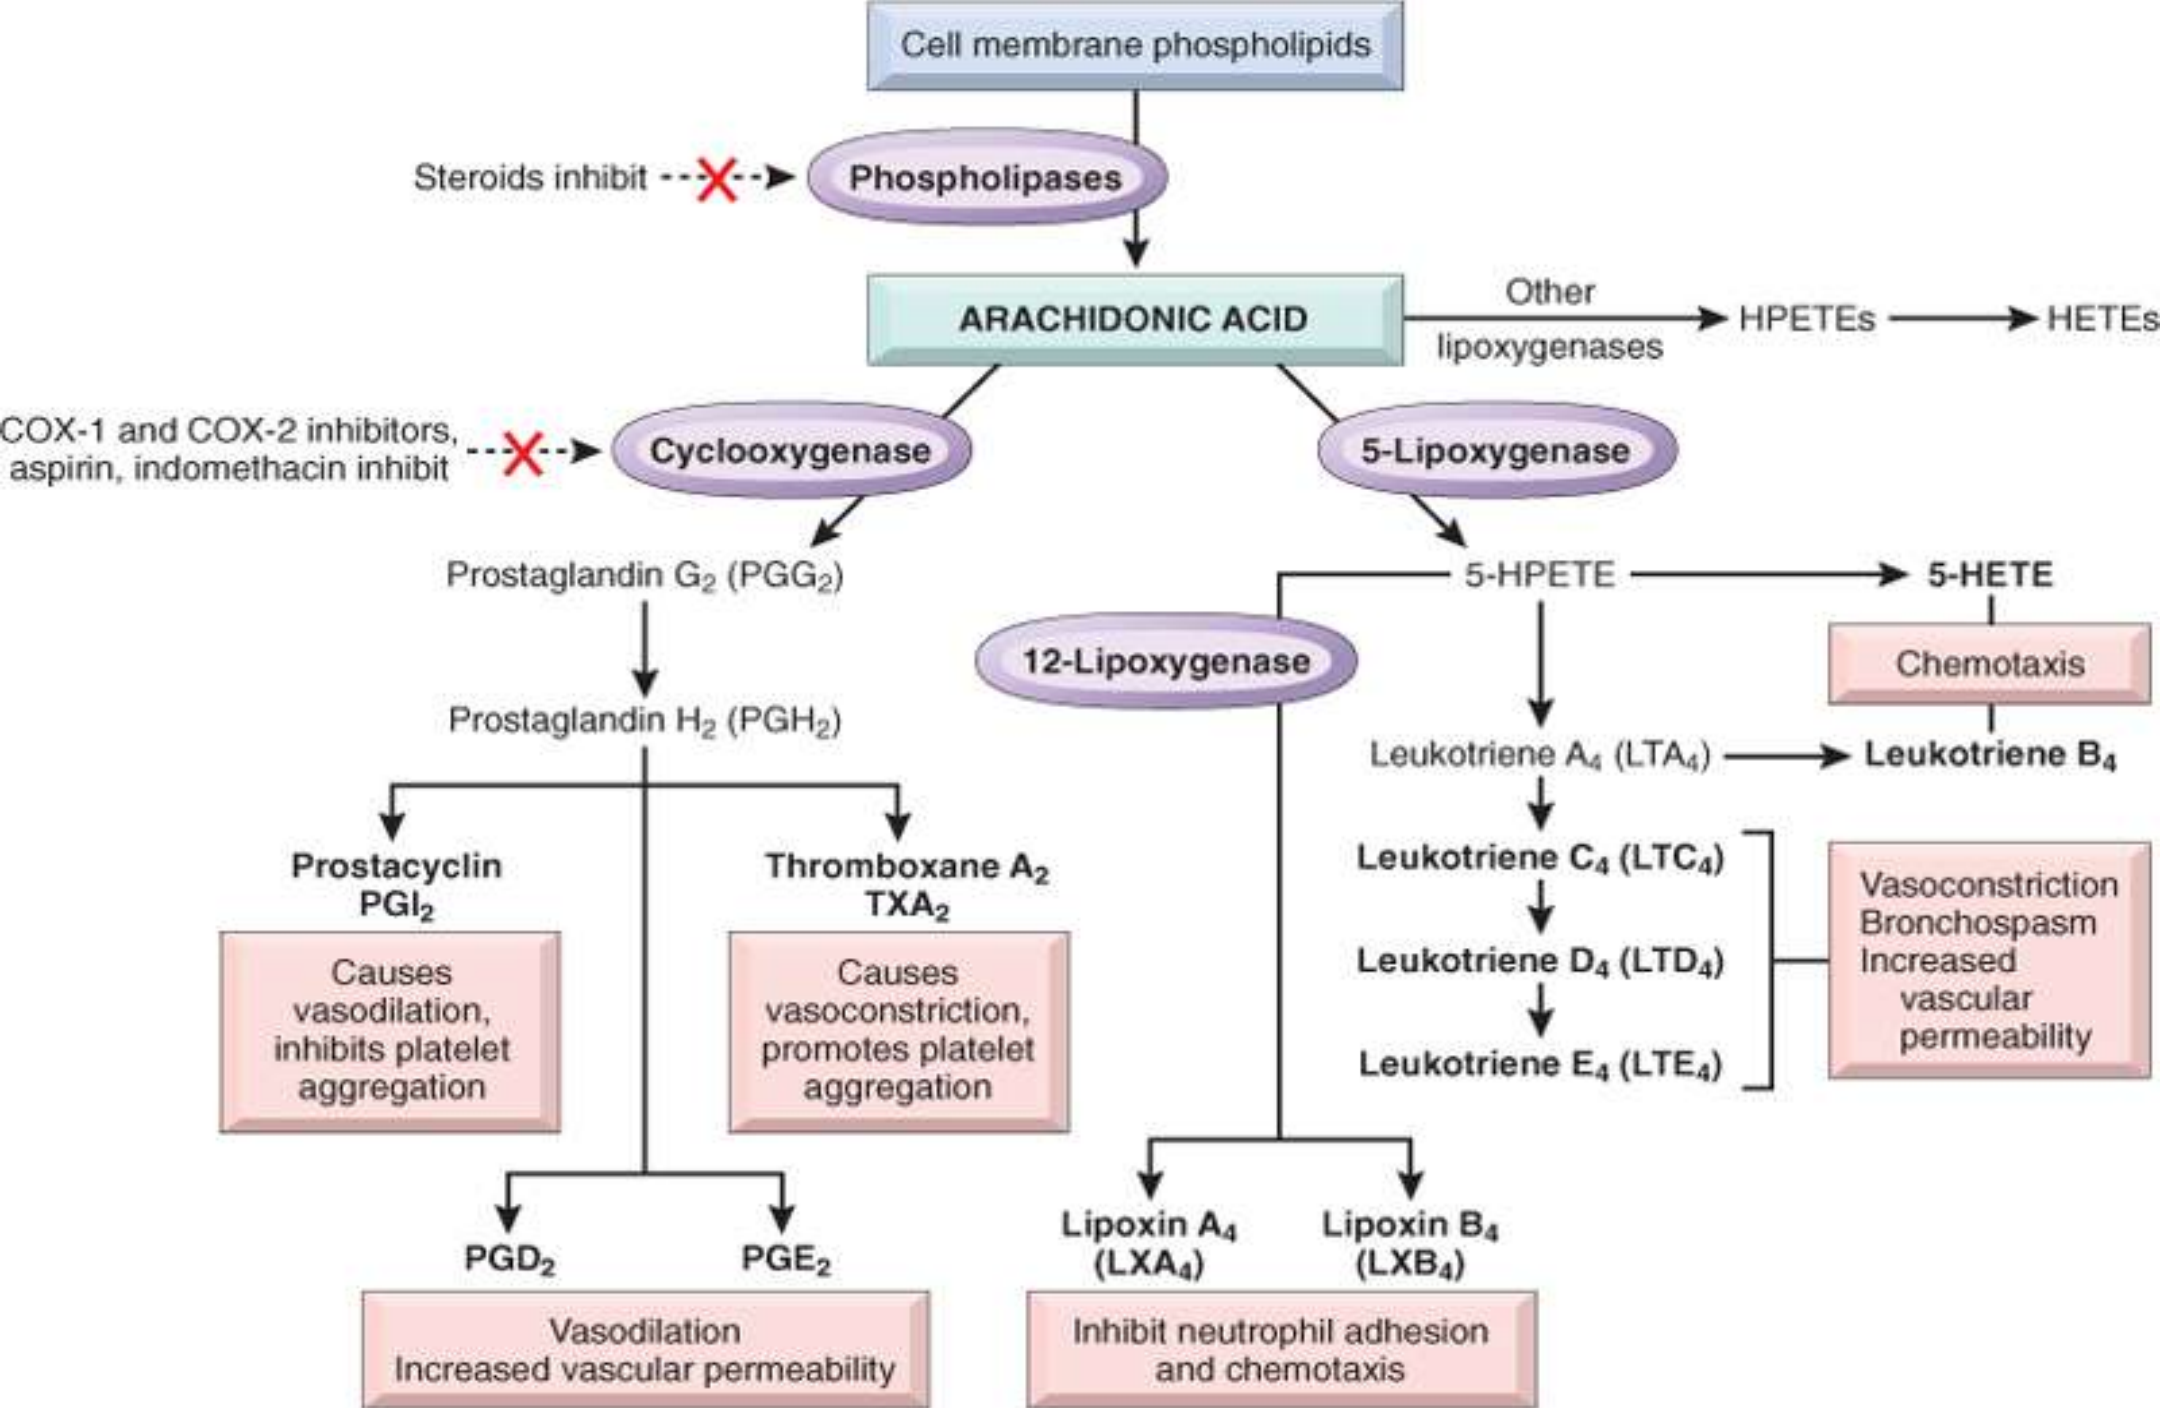 Cell membrane phospholipids
Steroids inhibit
Phospholipases
ARACHIDONIC ACID
Other
lipoxygenases
HPETEs
HETEs
COX-1 and COX-2 inhibitors,
aspirin, indomethacin inhibit
Cyclooxygenase
5-Lipoxygenase
Prostaglandin G₂ (PGG₂)
5-HPETE
5-HETE
12-Lipoxygenase
Chemotaxis
Prostaglandin H₂ (PGH₂)
Leukotriene A₄ (LTA₄)
Leukotriene B₄
Prostacyclin
PGI₂
Thromboxane A₂
TXA₂
Leukotriene C₄ (LTC₄)
Leukotriene D₄ (LTD₄)
Leukotriene E₄ (LTE₄)
Vasoconstriction
Bronchospasm
Increased
vascular
permeability
Causes
vasodilation,
inhibits platelet
aggregation
Causes
vasoconstriction,
promotes platelet
aggregation
PGD₂
PGE₂
Lipoxin A₄
(LXA₄)
Lipoxin B₄
(LXB₄)
Vasodilation
Increased vascular permeability
Inhibit neutrophil adhesion
and chemotaxis